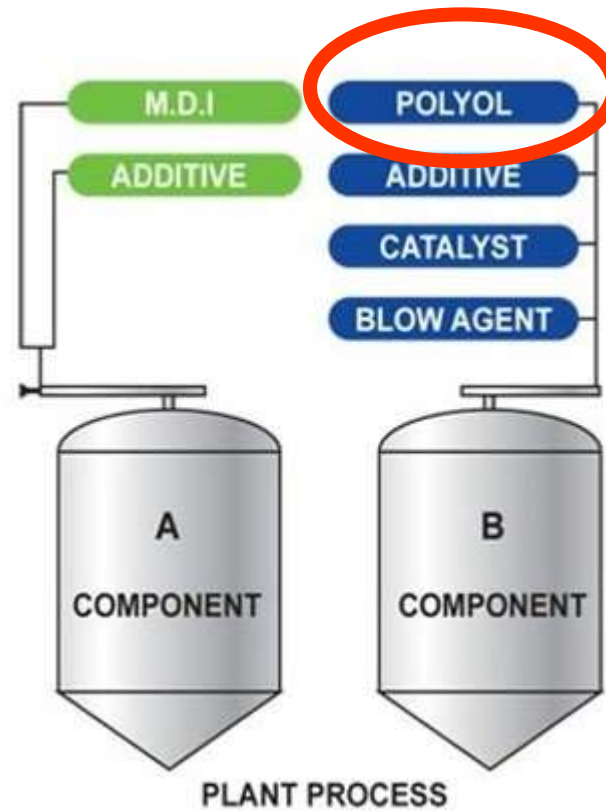 M.D.I
POLYOL
ADDITIVE
ADDITIVE
CATALYST
BLOW AGENT
A
COMPONENT
B
COMPONENT
PLANT PROCESS